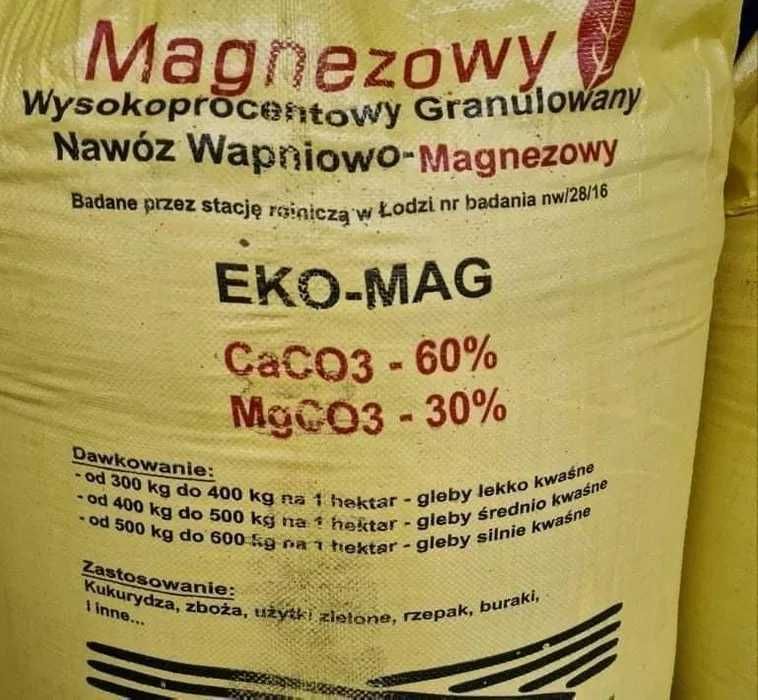 Magnezowy
Wysokoprocentowy Granulowany
Nawóz Wapniowo-Magnezowy
Badane przez stację rolniczą w Łodzi nr badania nw/28/16
EKO-MAG
CaCO3 - 60%
MgCO3 - 30%
Dawkowanie:
- od 300 kg do 400 kg na 1 hektar - gleby lekko kwaśne
- od 400 kg do 500 kg na 1 hektar - gleby średnio kwaśne
- od 500 kg do 600 kg na 1 hektar - gleby silnie kwaśne
Zastosowanie:
Kukurydza, zboża, użytki zielone, rzepak, buraki,
i inne...